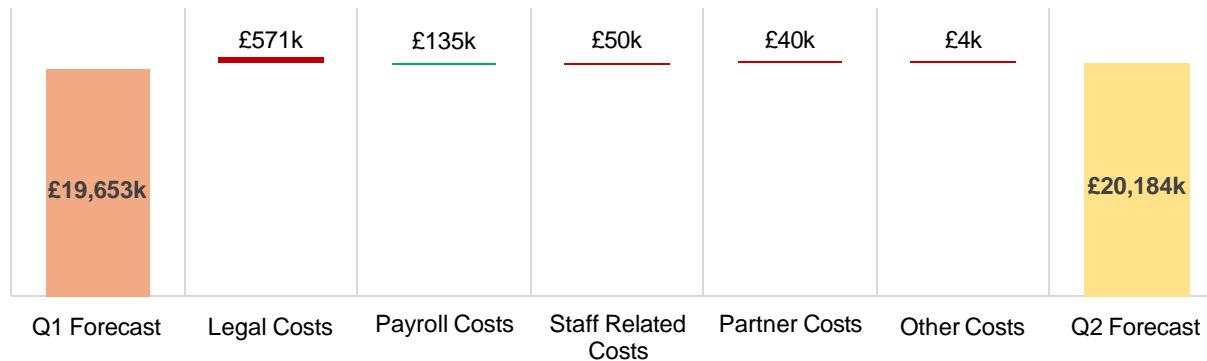 £571k
£135k
£50k
£40k
£4k
£19,653k
£20,184k
Q1 Forecast
Legal Costs
Payroll Costs
Staff Related
Costs
Partner Costs
Other Costs
Q2 Forecast